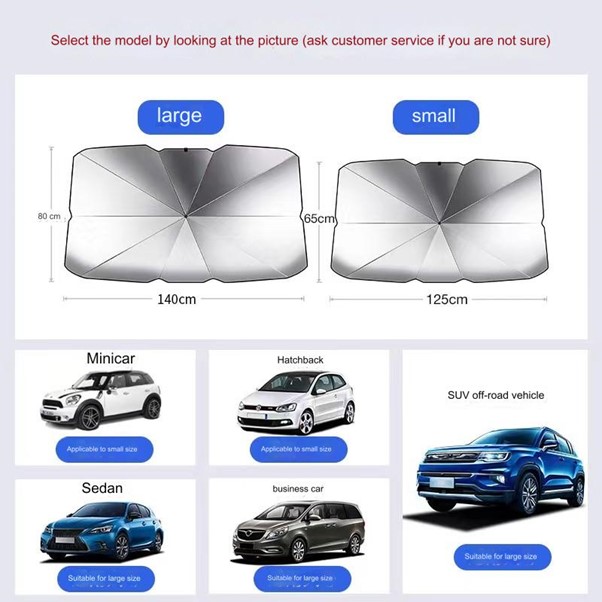 Select the model by looking at the picture (ask customer service if you are not sure)
large
small
80 cm
65cm
140cm
125cm
Minicar
Applicable to small size
Hatchback
Applicable to small size
SUV off-road vehicle
Suitable for large size
Sedan
Suitable for large size
business car
Suitable for large size